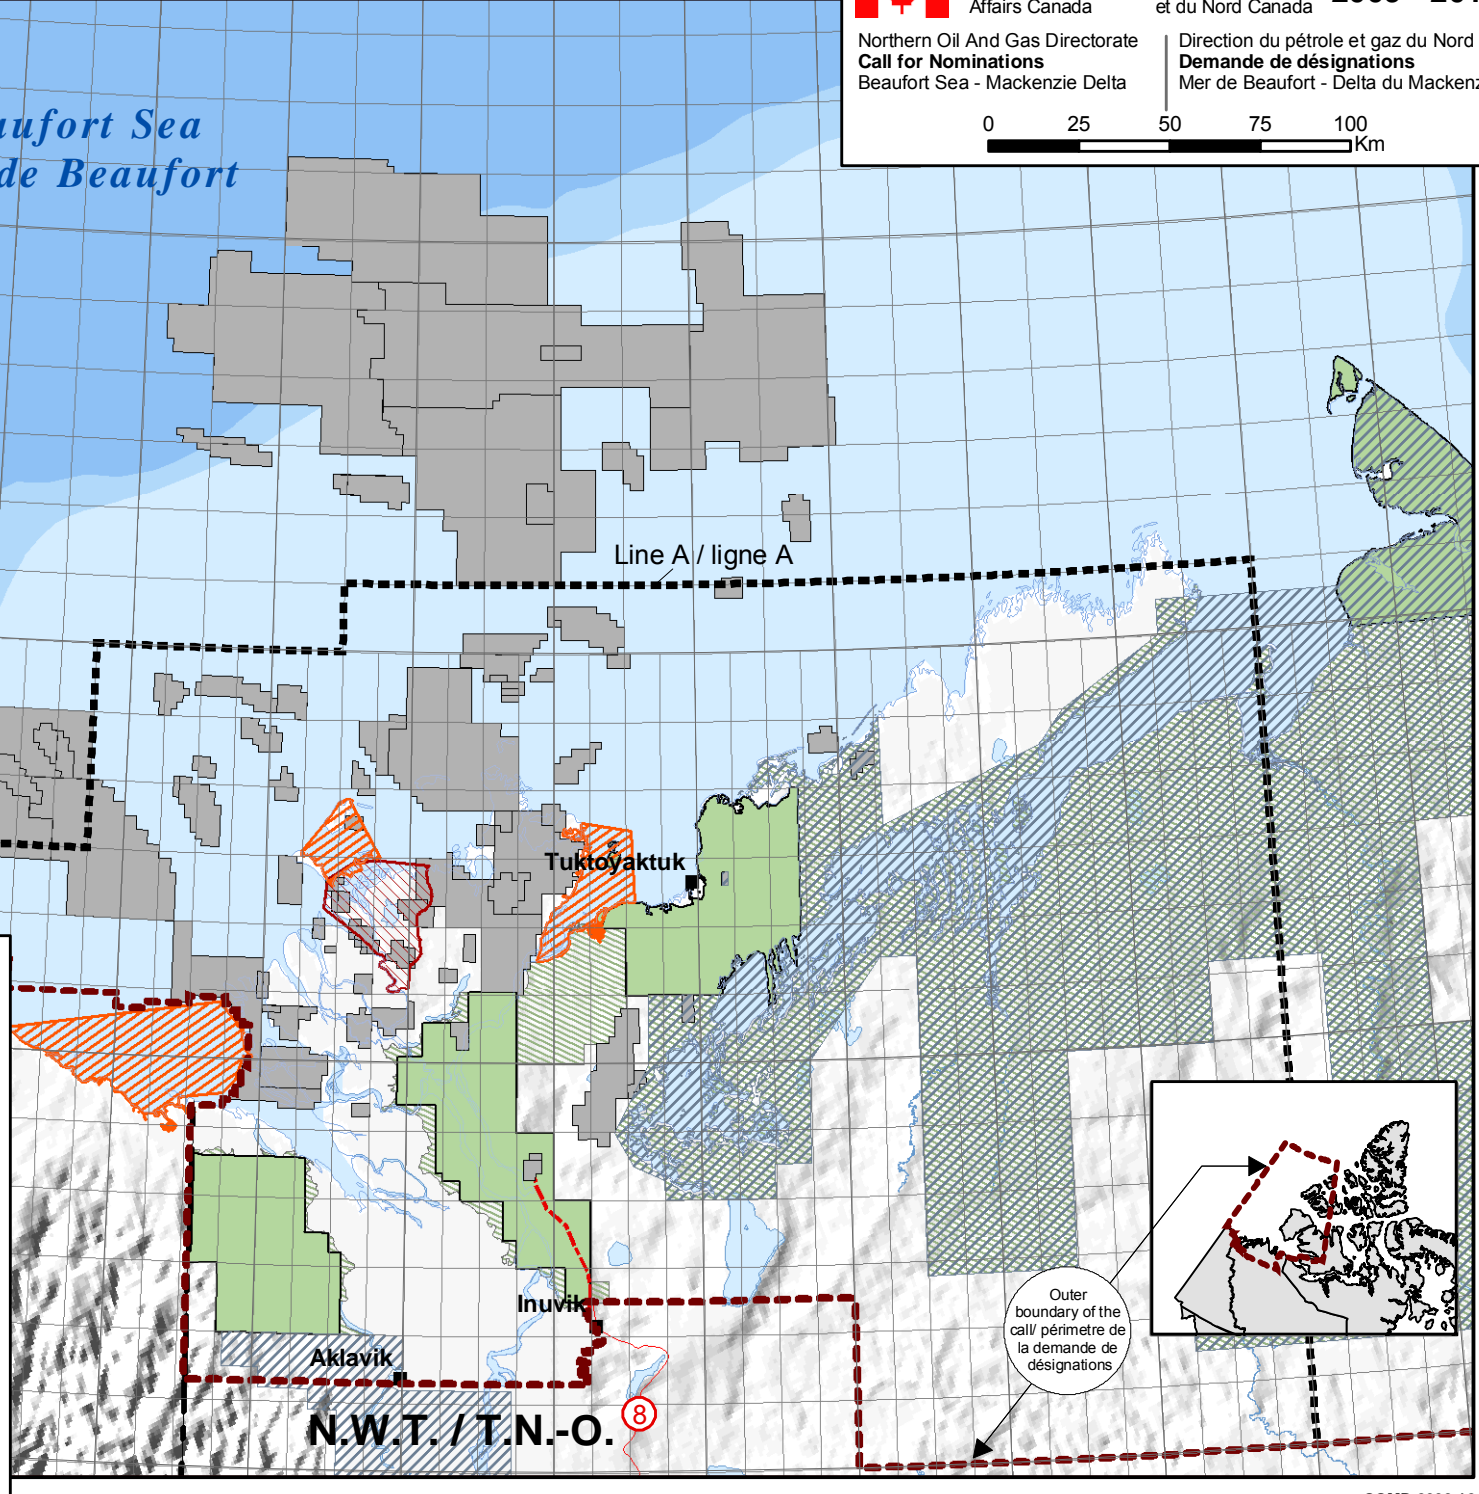 Affairs Canada
et du Nord Canada
Northern Oil And Gas Directorate
Call for Nominations
Beaufort Sea - Mackenzie Delta
Direction du pétrole et gaz du Nord
Demande de désignations
Mer de Beaufort - Delta du Mackenz
0 25 50 75 100
Km
aufort Sea
de Beaufort
Line A / ligne A
Tuktoyaktuk
Inuvik
Aklavik
N.W.T. / T.N.-O.
8
Outer
boundary of the
call/ périmetre de
la demande de
désignations